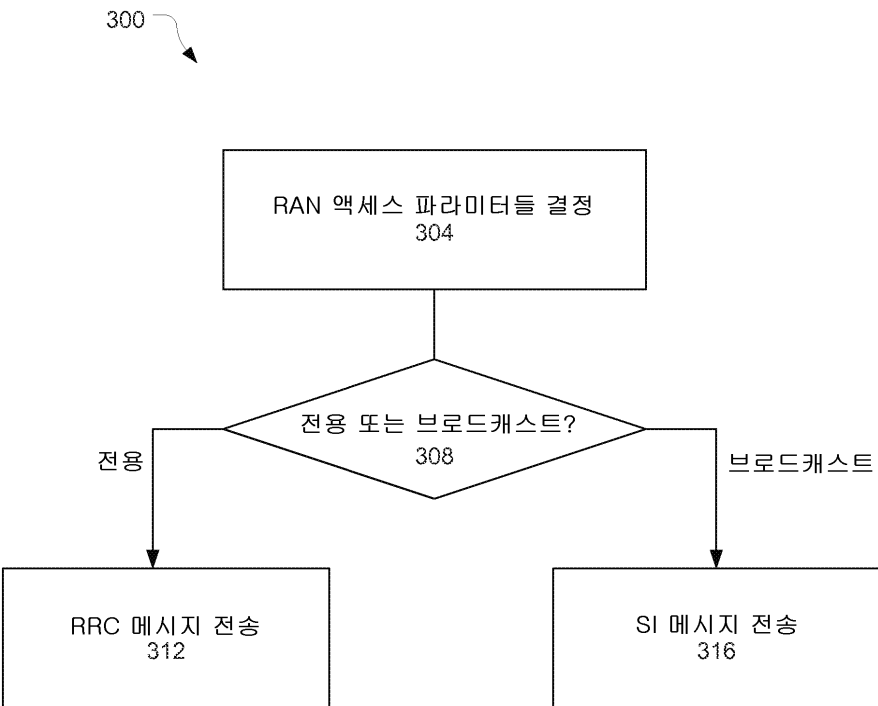 300
RAN 액세스 파라미터들 결정
304
전용 또는 브로드캐스트?
308
전용
브로드캐스트
RRC 메시지 전송
312
SI 메시지 전송
316